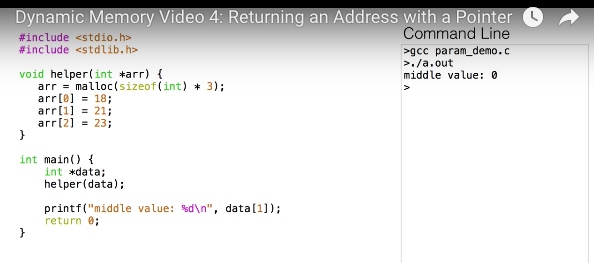 Dynamic Memory Video 4: Returning an Address with a Pointer
#include <stdio.h>
#include <stdlib.h>
void helper(int *arr) {
arr = malloc(sizeof(int) * 3);
arr[0] = 18;
arr[1] = 21;
arr[2] = 23;
}
int main() {
int *data;
helper(data);
printf("middle value: %d\n", data[1]);
return 0;
}
Command Line
>gcc param_demo.c
>./a.out
middle value: 0
>